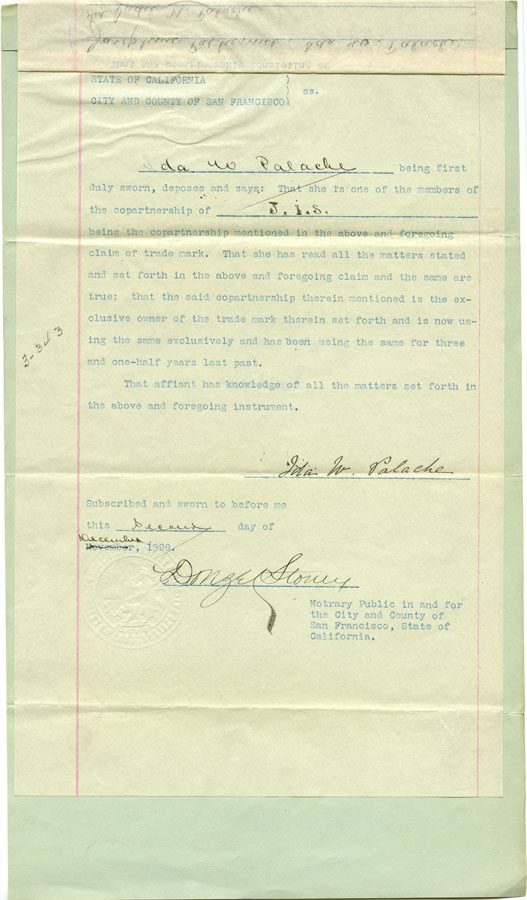 STATE OF CALIFORNIA )
) ss.
CITY AND COUNTY OF SAN FRANCISCO)
Ida W. Palache being first
duly sworn, deposes and says: That she is one of the members of
the copartnership of J.I.S.
being the copartnership mentioned in the above and foregoing
claim of trade mark. That she has read all the matters stated
and set forth in the above and foregoing claim and the same are
true; that the said copartnership therein mentioned is the ex-
clusive owner of the trade mark therein set forth and is now us-
ing the same exclusively and has been using the same for three
and one-half years last past.
That affiant has knowledge of all the matters set forth in
the above and foregoing instrument.
3-343
Ida W. Palache
Subscribed and sworn to before me
this Second day of
December
November, 1908.
Notrary Public in and for
the City and County of
San Francisco, State of
California.